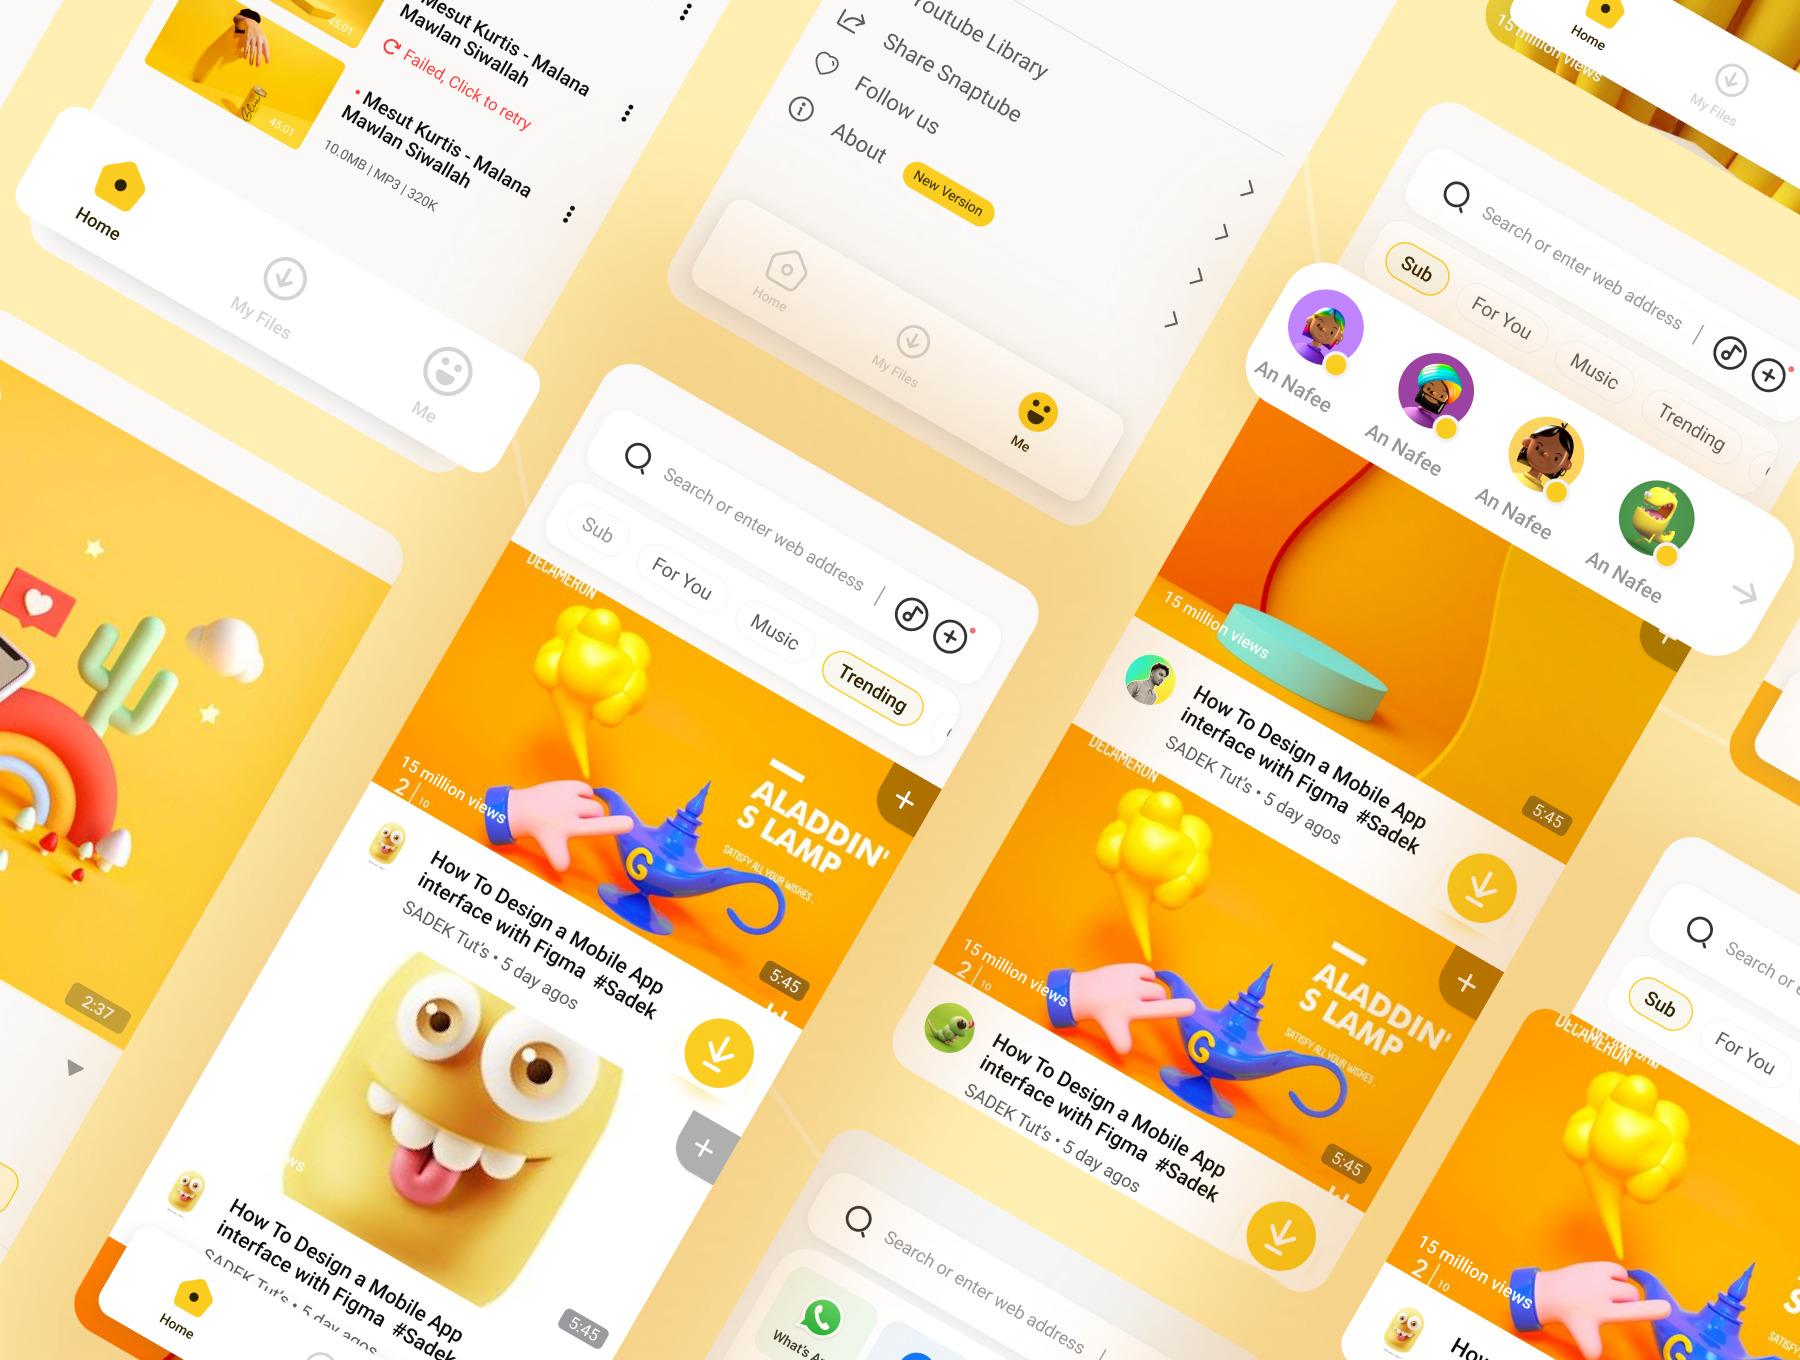 45:01
Mesut Kurtis - Malana
Mawlan Siwallah
Failed, Click to retry
45:01
Mesut Kurtis - Malana
Mawlan Siwallah
10.0MB | MP3 | 320K
Home
My Files
Me
Youtube Library
Share Snaptube
Follow us
About
New Version
Home
My Files
Me
15 million views
Home
My Files
Search or enter web address
Sub
For You
Music
Trending
An Nafee
An Nafee
An Nafee
An Nafee
15 million views
5:45
How To Design a Mobile App
interface with Figma #Sadek
SADEK Tut's • 5 day agos
DECAMERON
ALADDIN'
S LAMP
SATISFY ALL YOUR WISHES.
15 million views
2/10
5:45
How To Design a Mobile App
interface with Figma #Sadek
SADEK Tut's • 5 day agos
2:37
Search or enter web address
Sub
For You
Music
Trending
DECAMERON
ALADDIN'
S LAMP
SATISFY ALL YOUR WISHES.
15 million views
2/10
G
5:45
How To Design a Mobile App
interface with Figma #Sadek
SADEK Tut's • 5 day agos
ws
5:45
How To Design a Mobile App
interface with Figma #Sadek
SADEK Tut's • 5 day agos
Home
G
Search or enter web address
What's A
Search or e
Sub
For You
DECAMERON
15 million views
2/10
G
How